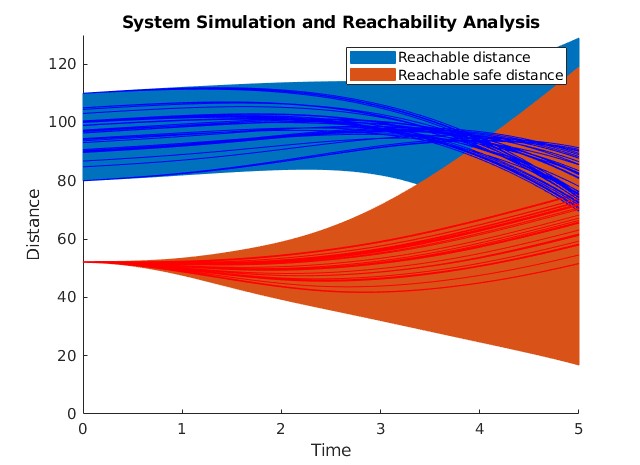 System Simulation and Reachability Analysis
Reachable distance
Reachable safe distance
120
100
80
60
40
20
0
Distance
0 1 2 3 4 5
Time